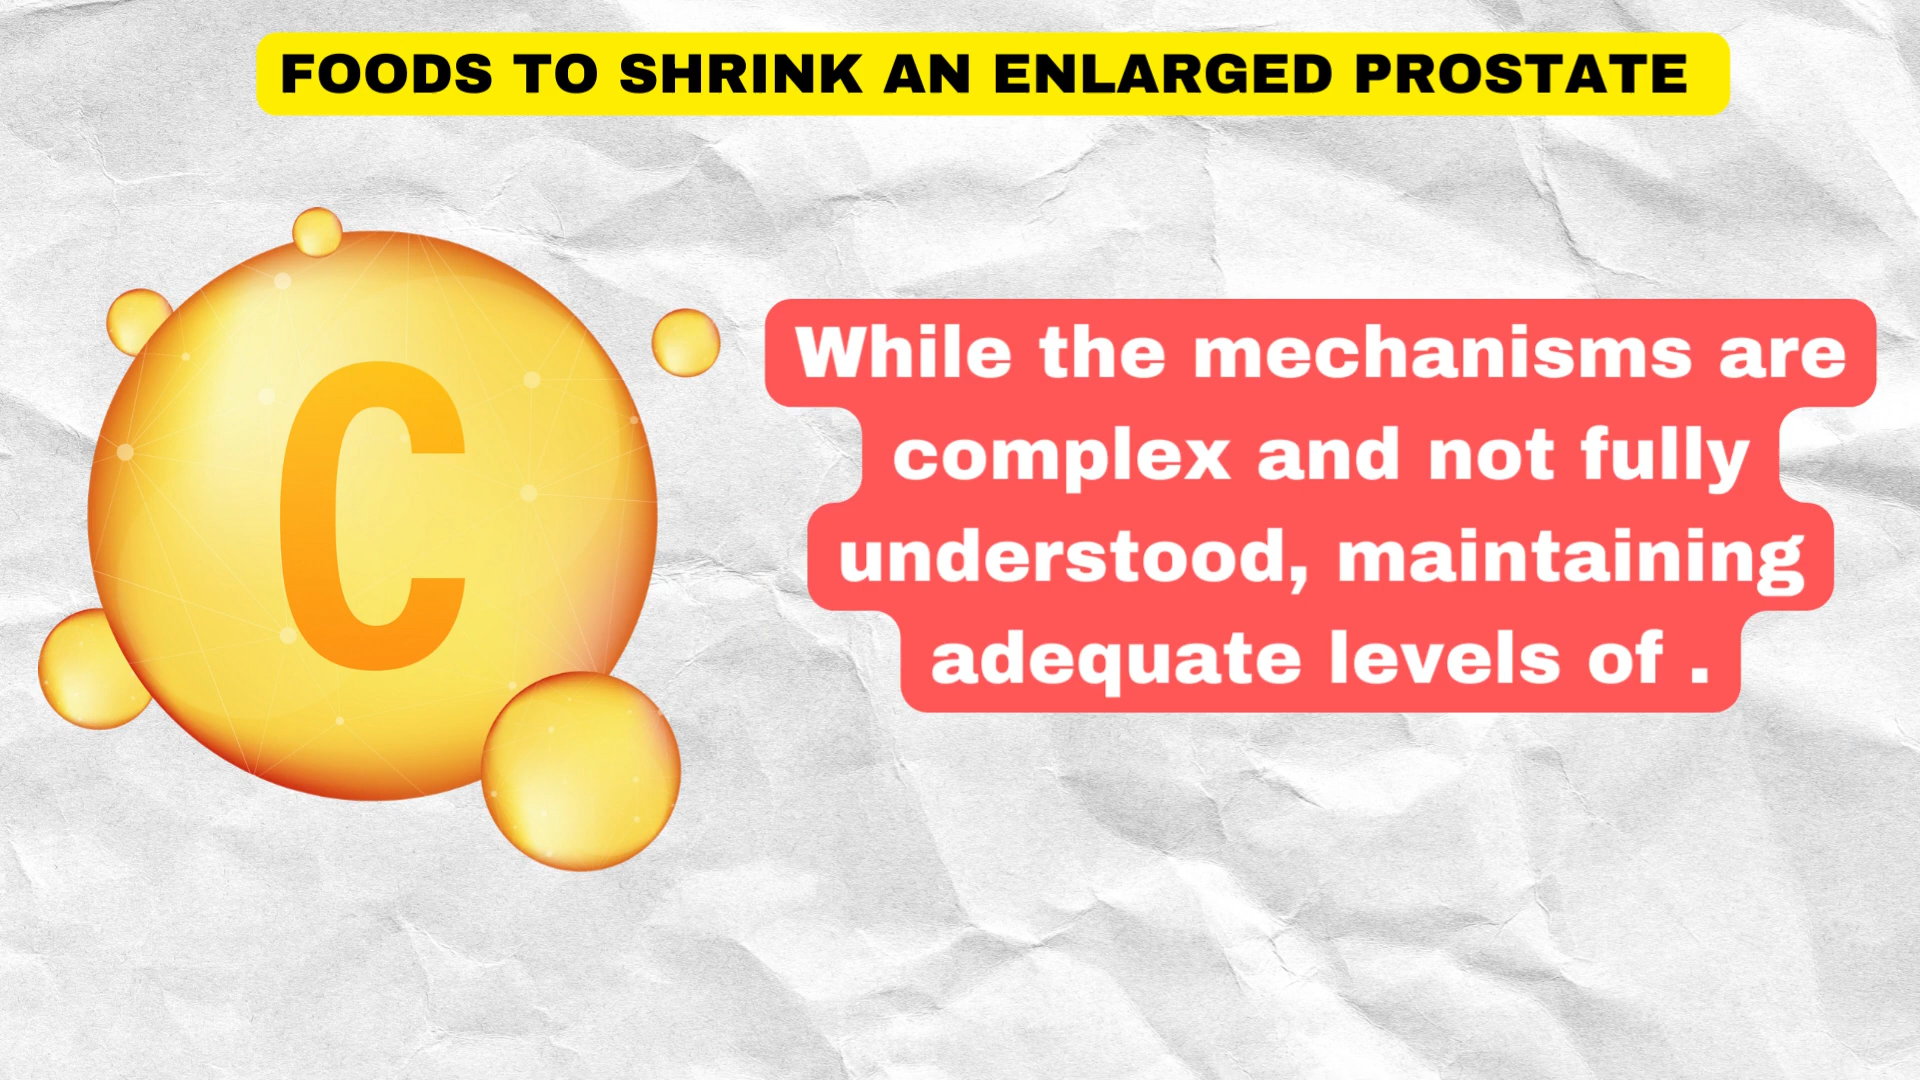 FOODS TO SHRINK AN ENLARGED PROSTATE
C
While the mechanisms are
complex and not fully
understood, maintaining
adequate levels of .